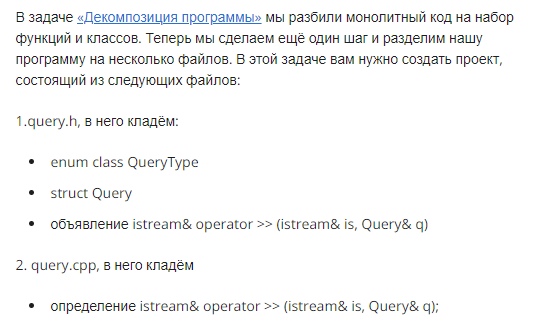 В задаче «Декомпозиция программы» мы разбили монолитный код на набор
функций и классов. Теперь мы сделаем ещё один шаг и разделим нашу
программу на несколько файлов. В этой задаче вам нужно создать проект,
состоящий из следующих файлов:
1.query.h, в него кладём:
• enum class QueryType
• struct Query
• объявление istream& operator >> (istream& is, Query& q)
2. query.cpp, в него кладём
• определение istream& operator >> (istream& is, Query& q);